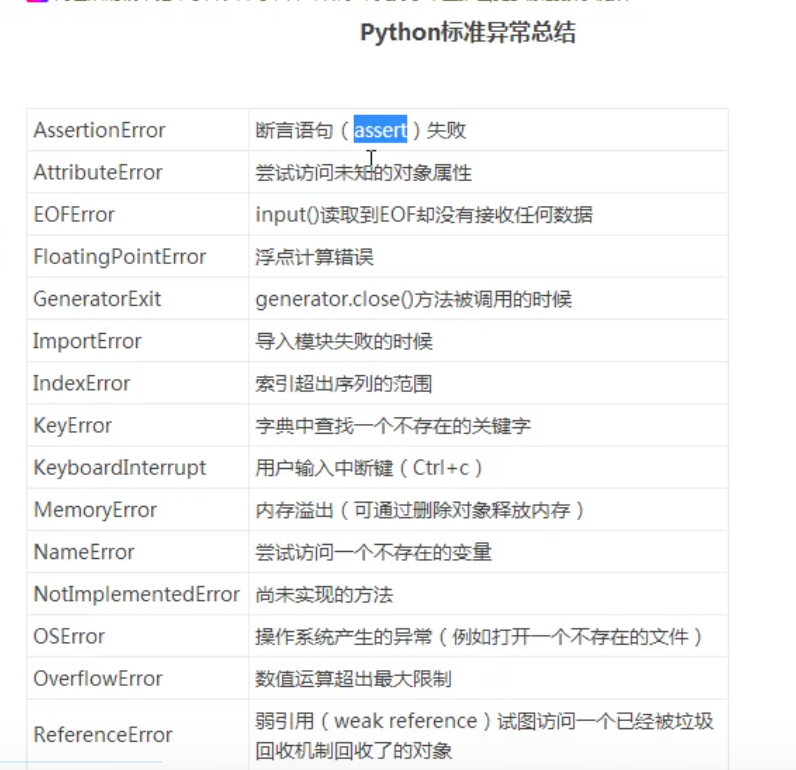 Python标准异常总结
AssertionError 断言语句（assert）失败
AttributeError 尝试访问未知的对象属性
EOFError input()读取到EOF却没有接收任何数据
FloatingPointError 浮点计算错误
GeneratorExit generator.close()方法被调用的时候
ImportError 导入模块失败的时候
IndexError 索引超出序列的范围
KeyError 字典中查找一个不存在的关键字
KeyboardInterrupt 用户输入中断键（Ctrl+c）
MemoryError 内存溢出（可通过删除对象释放内存）
NameError 尝试访问一个不存在的变量
NotImplementedError 尚未实现的方法
OSError 操作系统产生的异常（例如打开一个不存在的文件）
OverflowError 数值运算超出最大限制
ReferenceError 弱引用（weak reference）试图访问一个已经被垃圾
回收机制回收了的对象